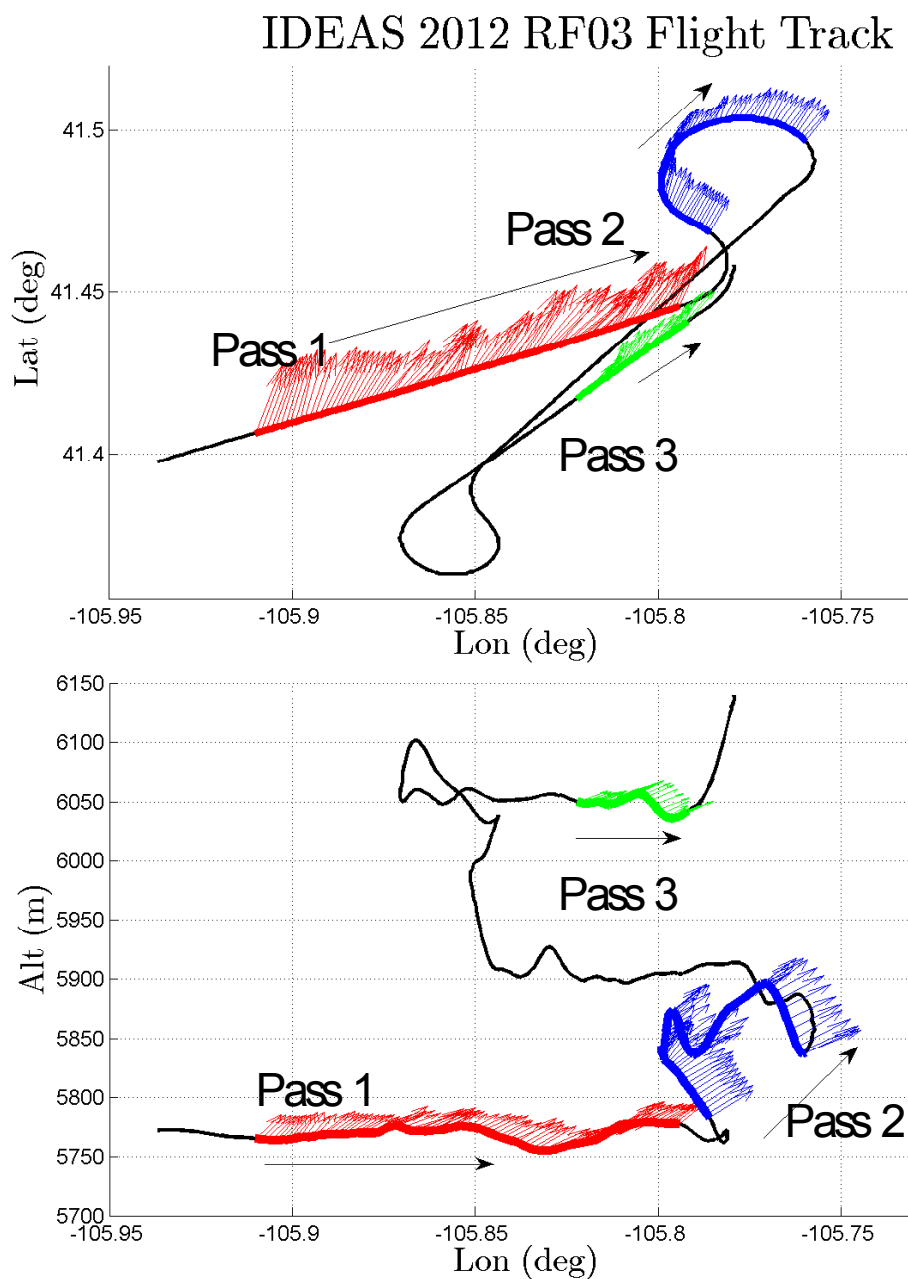 IDEAS 2012 RF03 Flight Track
41.5
Pass 2
41.45
Pass 1
Pass 3
41.4
Lat (deg)
-105.95 -105.9 -105.85 -105.8 -105.75
Lon (deg)
6150
6100
6050
6000
5950
Pass 3
5900
5850
5800
Pass 1
Pass 2
5750
5700
Alt (m)
-105.95 -105.9 -105.85 -105.8 -105.75
Lon (deg)